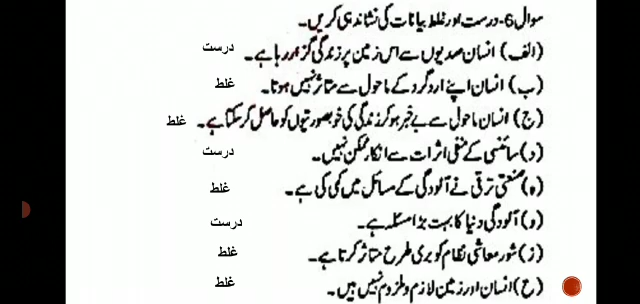 سوال 6- درست اور غلط بیانات کی نشاندہی کریں۔
(الف) انسان صدیوں سے اس زمین پر زندگی گزار رہا ہے۔ درست
(ب) انسان اپنے ارد گرد کے ماحول سے متاثر نہیں ہوتا۔ غلط
(ج) انسان ماحول سے بے خبر ہو کر زندگی کی خوبصورتیوں کو حاصل کر سکتا ہے۔ غلط
(د) سائنسی کے منفی اثرات سے انکار ممکن نہیں۔ درست
(ہ) صنعتی ترقی نے آلودگی کے مسائل میں کمی کی ہے۔ غلط
(و) آلودگی دنیا کا بہت بڑا مسئلہ ہے۔ درست
(ز) شور معاشی نظام کو بری طرح متاثر کرتا ہے۔ غلط
(ح) انسان اور زمین لازم و ملزوم نہیں ہیں۔ غلط